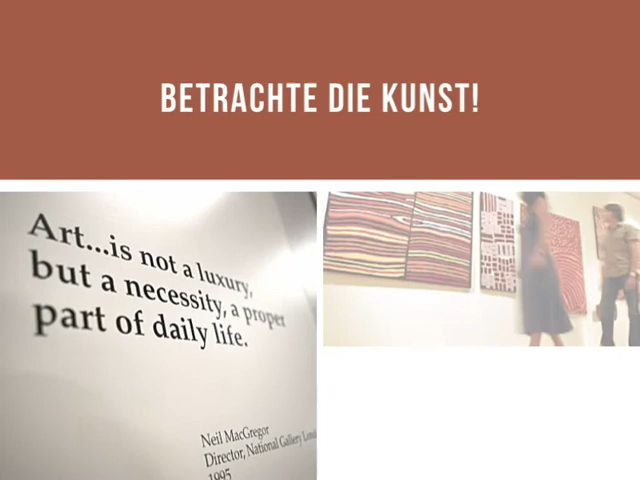 BETRACHTE DIE KUNST!
Art...is not a luxury,
but a necessity, a proper
part of daily life.
Neil MacGregor
Director, National Gallery
1995